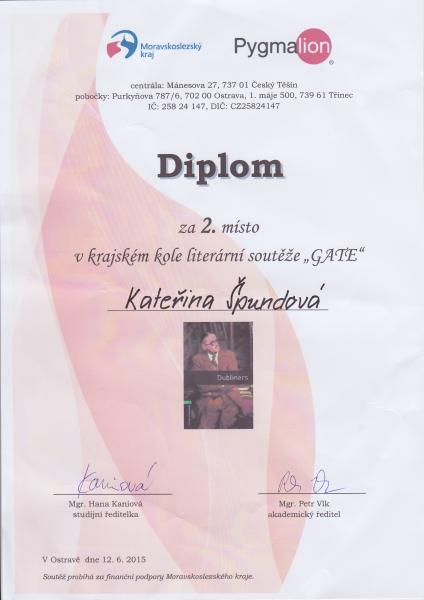 Moravskoslezský
kraj
Pygmalion
®
centrála: Mánesova 27, 737 01 Český Těšín
pobočky: Purkyňova 787/6, 702 00 Ostrava, 1. máje 500, 739 61 Třinec
IČ: 258 24 147, DIČ: CZ25824147
Diplom
za 2. místo
v krajském kole literární soutěže „GATE“
Kateřina Špundová
Dubliners
Kaniová
Mgr. Hana Kaniová
studijní ředitelka
Mgr. Petr Vlk
akademický ředitel
V Ostravě dne 12. 6. 2015
Soutěž probíhá za finanční podpory Moravskoslezského kraje.